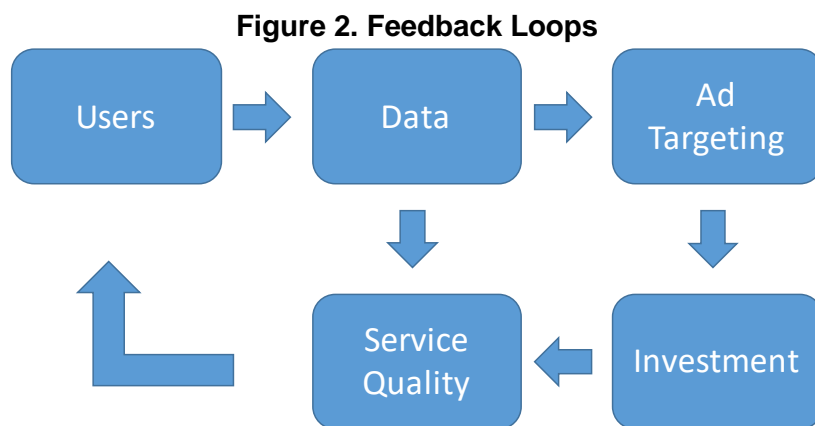 Figure 2. Feedback Loops
Users
Data
Ad
Targeting
Service
Quality
Investment